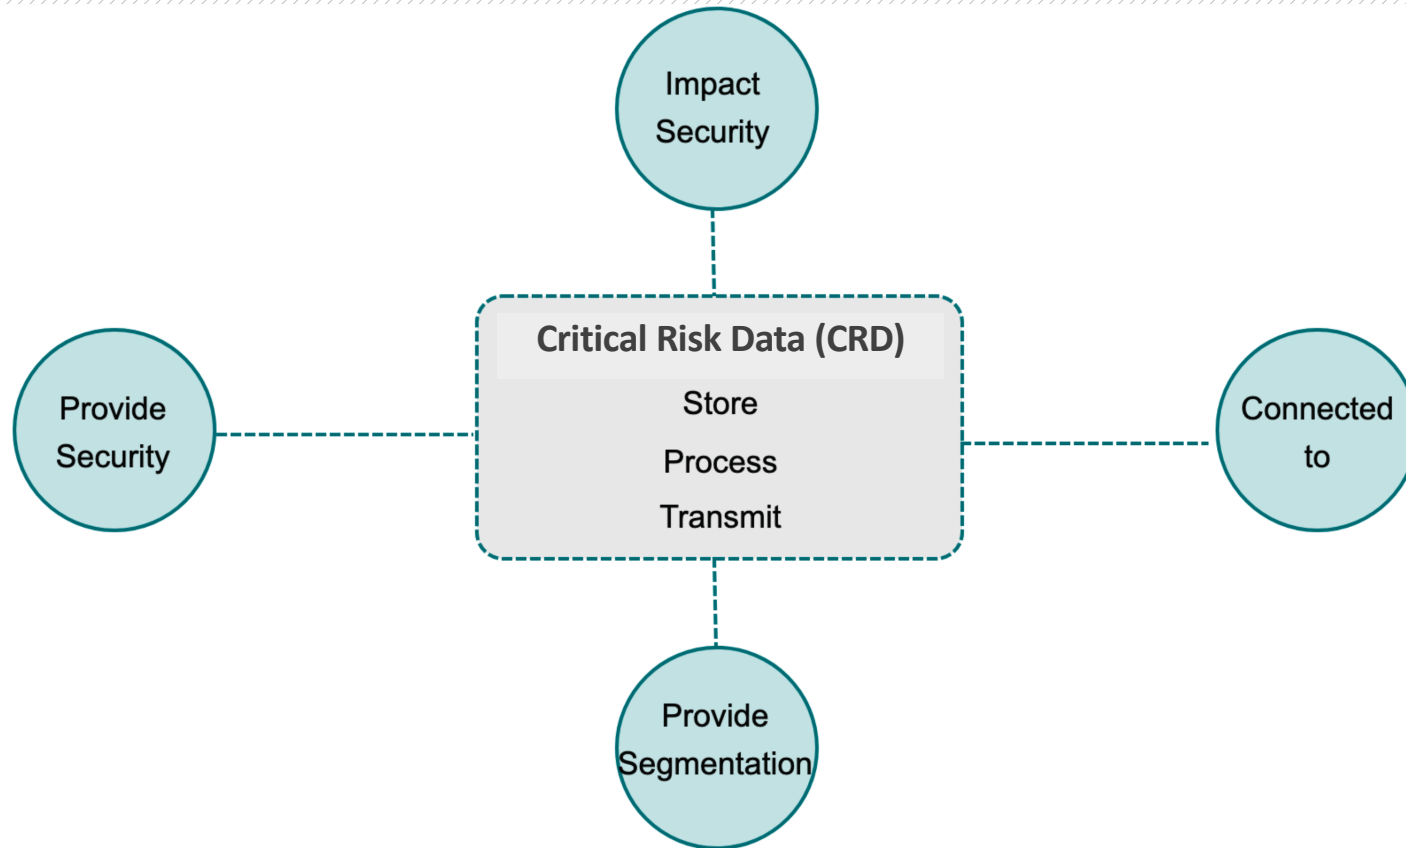 Impact
Security
Critical Risk Data (CRD)
Store
Process
Transmit
Provide
Security
Connected
to
Provide
Segmentation